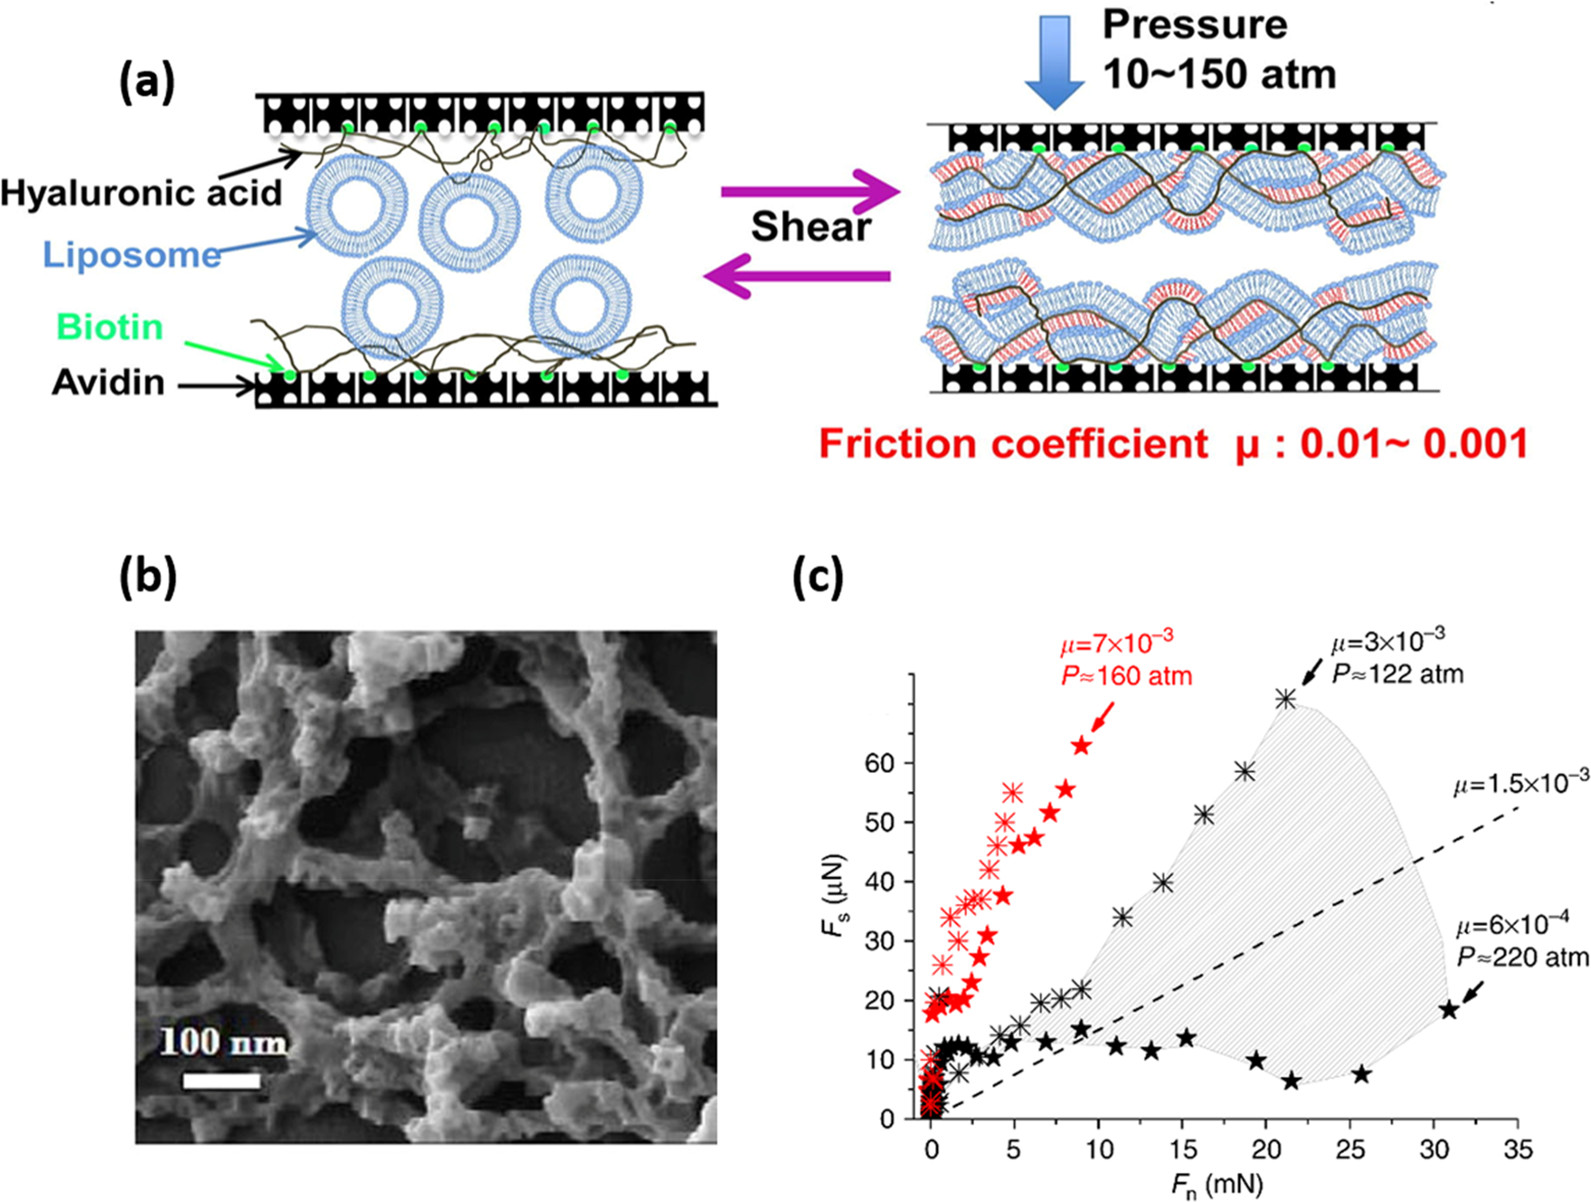 (a)
Pressure
10~150 atm
Hyaluronic acid
Liposome
Shear
Biotin
Avidin
Friction coefficient μ : 0.01~ 0.001
(b)
100 nm
(c)
μ=7×10⁻³
P≈160 atm
μ=3×10⁻³
P≈122 atm
μ=1.5×10⁻³
μ=6×10⁻⁴
P≈220 atm
Fs (μN)
60
50
40
30
20
10
0
0 5 10 15 20 25 30 35
Fn (mN)